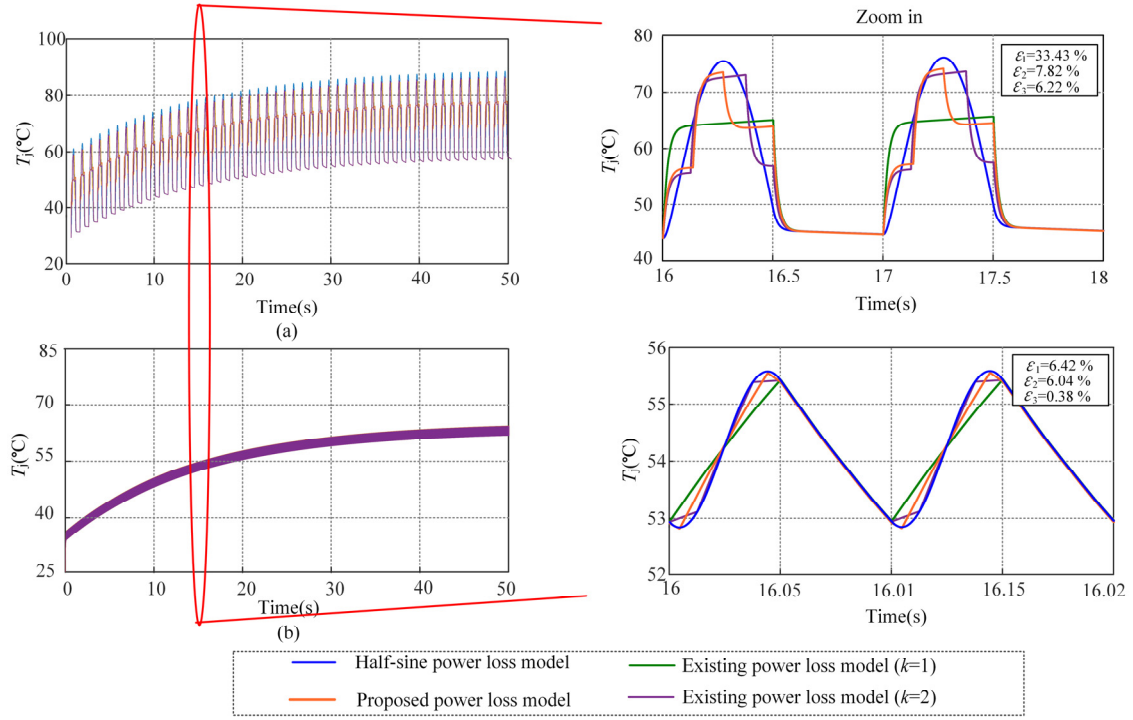 (a)
Zoom in
100
80
60
40
20
Tj(℃)
0 10 20 30 40 50
Time(s)
(a)
80
70
60
50
40
Tj(℃)
16 16.5 17 17.5 18
Time(s)
ε1=33.43 %
ε2=7.82 %
ε3=6.22 %
85
70
55
40
25
Tj(℃)
0 10 20 30 40 50
Time(s)
(b)
56
55
54
53
52
Tj(℃)
16 16.05 16.01 16.15 16.02
Time(s)
ε1=6.42 %
ε2=6.04 %
ε3=0.38 %
Half-sine power loss model
Existing power loss model (k=1)
Proposed power loss model
Existing power loss model (k=2)